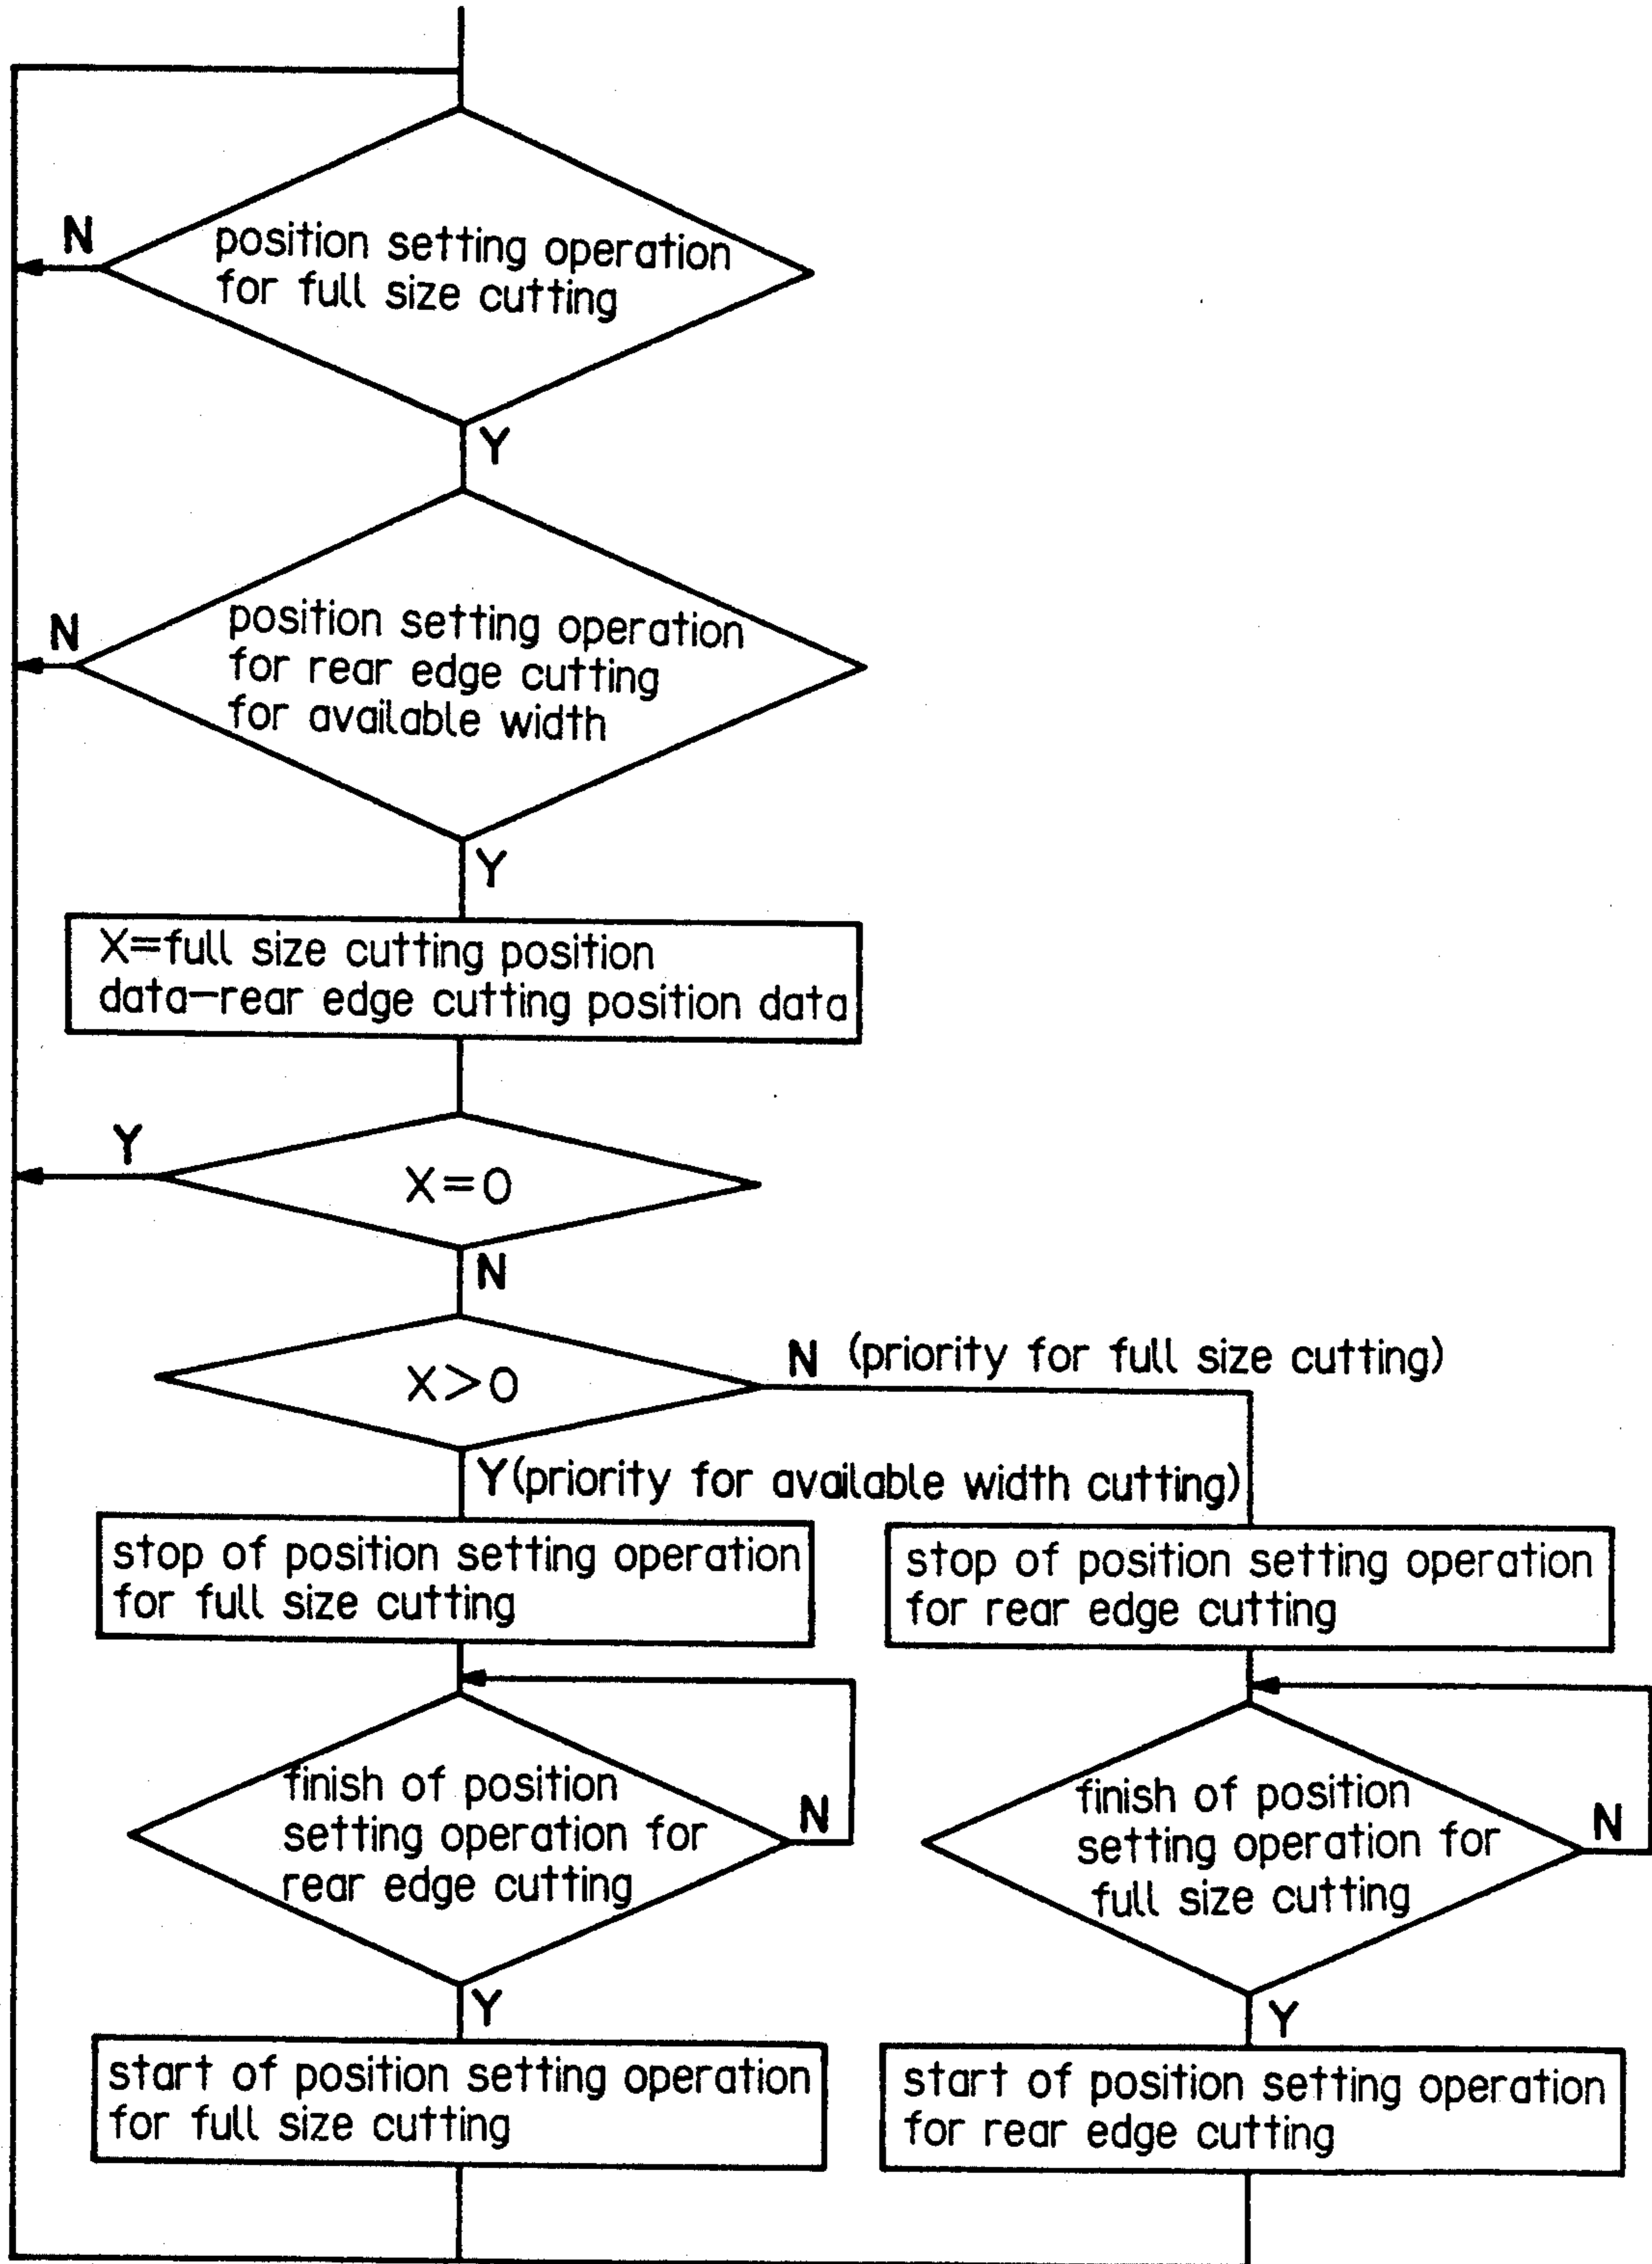 N
position setting operation
for full size cutting
Y
N
position setting operation
for rear edge cutting
for available width
Y
X=full size cutting position
data-rear edge cutting position data
Y
X=0
N
X>0
N (priority for full size cutting)
Y(priority for available width cutting)
stop of position setting operation
for full size cutting
stop of position setting operation
for rear edge cutting
finish of position
setting operation for
rear edge cutting
N
finish of position
setting operation for
full size cutting
N
Y
Y
start of position setting operation
for full size cutting
start of position setting operation
for rear edge cutting